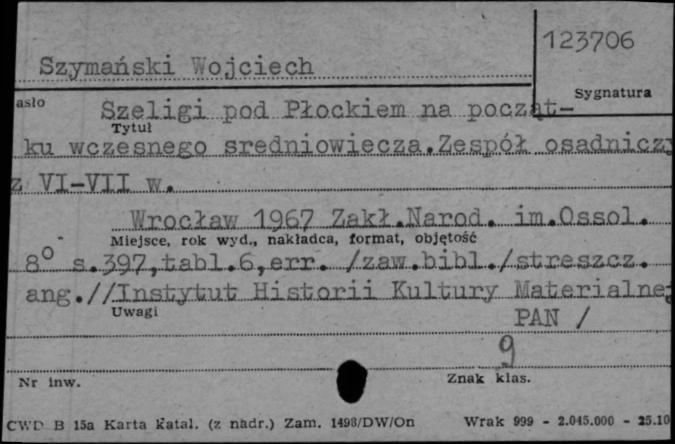 123706
Szymański Wojciech
Sygnatura
asło
Szeligi pod Płockiem na począt-
Tytuł
ku wczesnego sredniowiecza.Zespół osadnicz
z VI-VII w.
Wrocław 1967 Zakł.Narod. im.Ossol.
Miejsce, rok wyd., nakładca, format, objętość
8° s.397,tabl.6,err. /zaw.bibl./streszcz.
ang.//Instytut Historii Kultury Materialne
Uwagi
PAN /
9
Nr inw.
Znak klas.
CWD B 15a Karta katal. (z nadr.) Zam. 1498/DW/On
Wrak 999 - 2.045.000 - 25.10